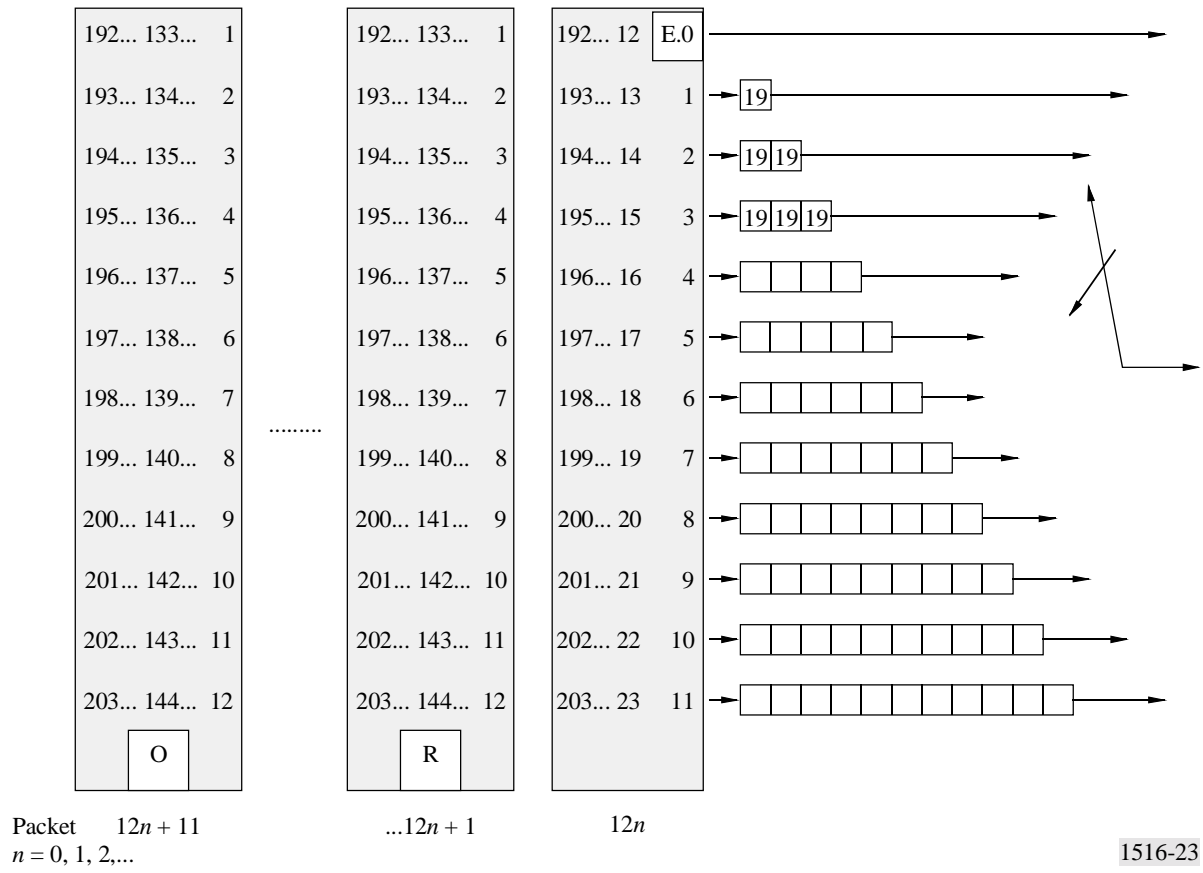 192... 133... 1 192... 133... 1 192... 12 E.0
193... 134... 2 193... 134... 2 193... 13 1 19
194... 135... 3 194... 135... 3 194... 14 2 19 19
195... 136... 4 195... 136... 4 195... 15 3 19 19 19
196... 137... 5 196... 137... 5 196... 16 4
197... 138... 6 197... 138... 6 197... 17 5
198... 139... 7 198... 139... 7 198... 18 6
.........
199... 140... 8 199... 140... 8 199... 19 7
200... 141... 9 200... 141... 9 200... 20 8
201... 142... 10 201... 142... 10 201... 21 9
202... 143... 11 202... 143... 11 202... 22 10
203... 144... 12 203... 144... 12 203... 23 11
O R
Packet 12n + 11 ...12n + 1 12n
n = 0, 1, 2,...
1516-23